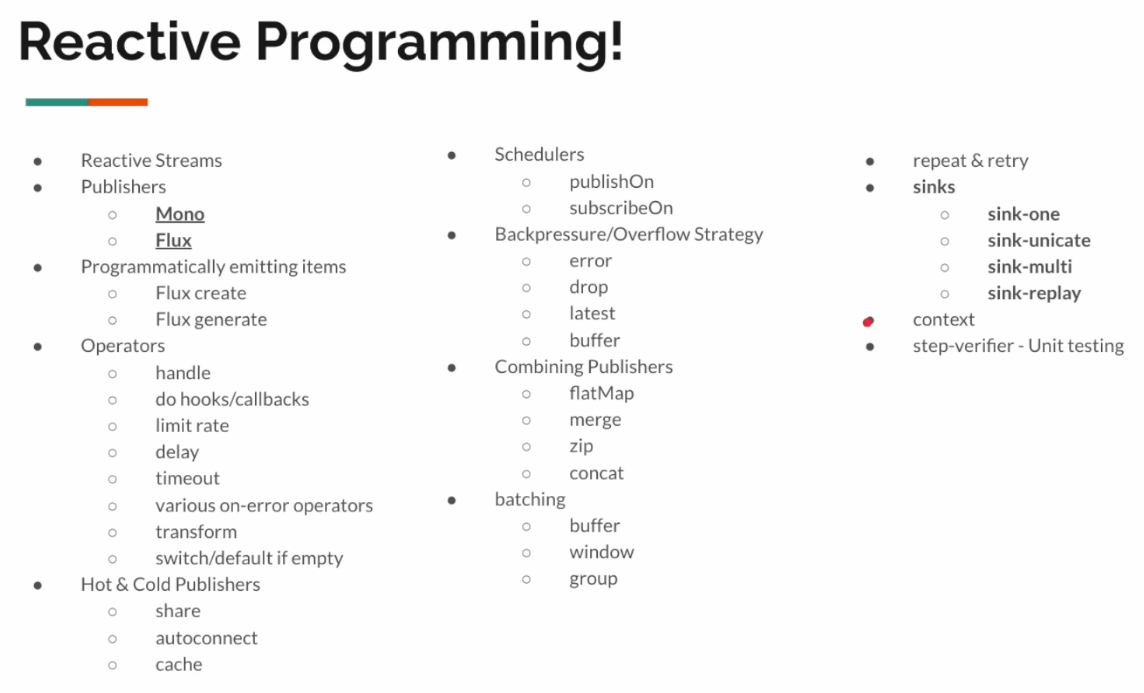 Reactive Programming!
Reactive Streams
Publishers
Mono
Flux
Programmatically emitting items
Flux create
Flux generate
Operators
handle
do hooks/callbacks
limit rate
delay
timeout
various on-error operators
transform
switch/default if empty
Hot & Cold Publishers
share
autoconnect
cache
Schedulers
publishOn
subscribeOn
Backpressure/Overflow Strategy
error
drop
latest
buffer
Combining Publishers
flatMap
merge
zip
concat
batching
buffer
window
group
repeat & retry
sinks
sink-one
sink-unicate
sink-multi
sink-replay
context
step-verifier - Unit testing